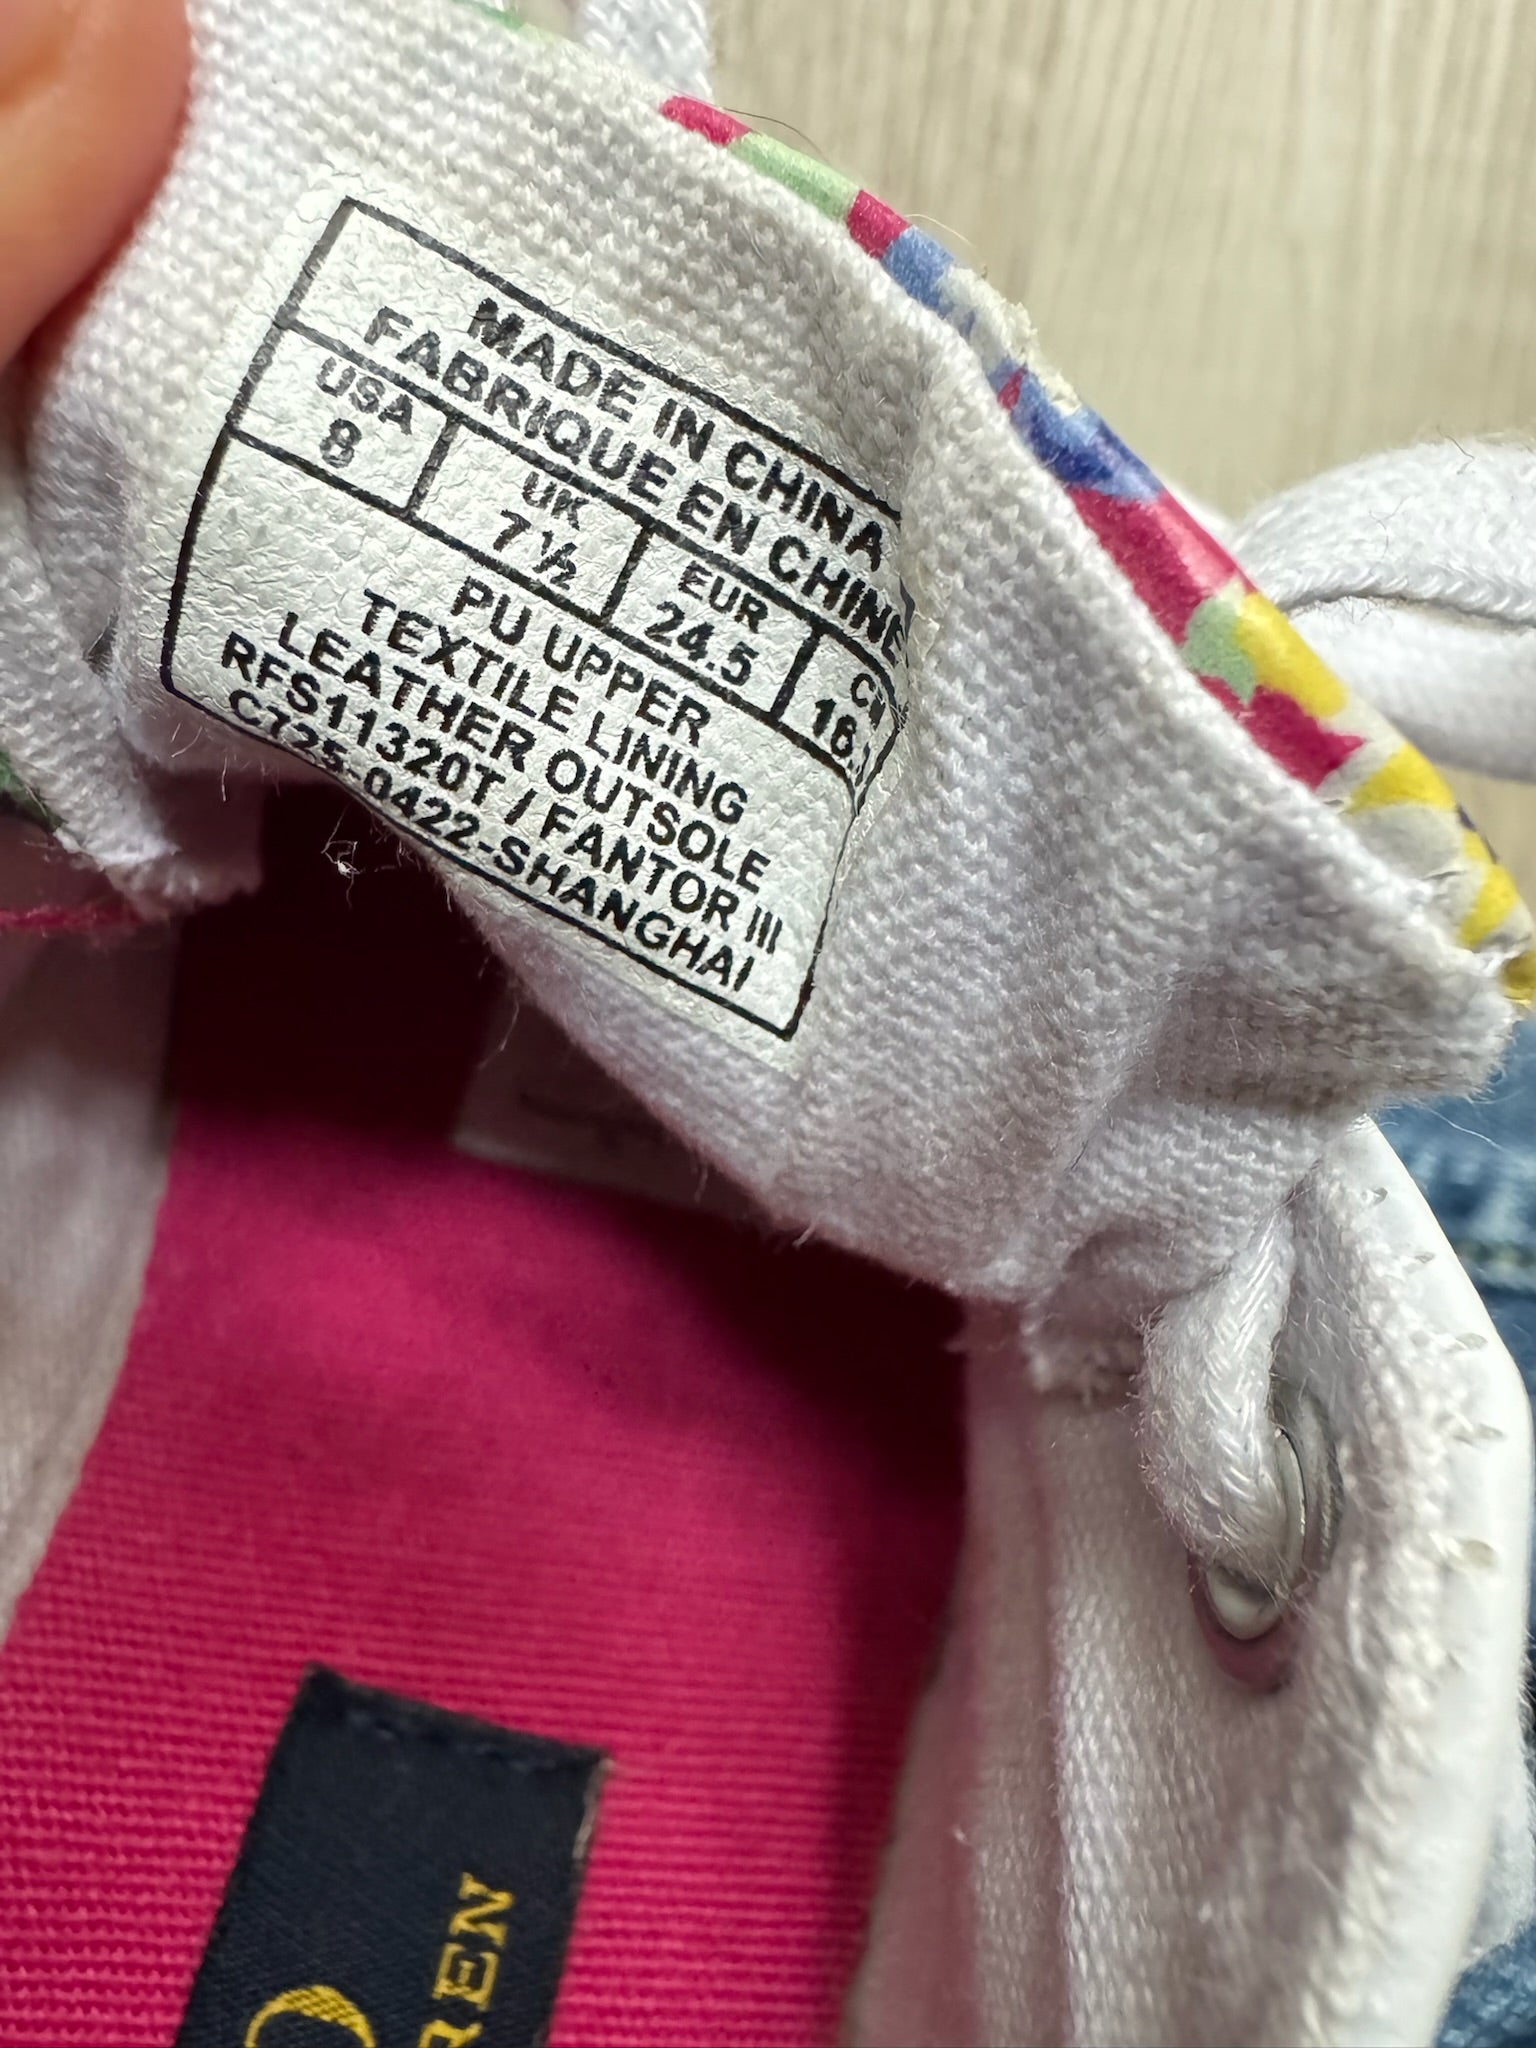 MADE IN CHINA
FABRIQUE EN CHINE
USA UK EUR
8 7 ½ 24.5
PU UPPER
TEXTILE LINING
LEATHER OUTSOLE
RFS11320T / FANTOR III
C725-0422-SHANGHAI